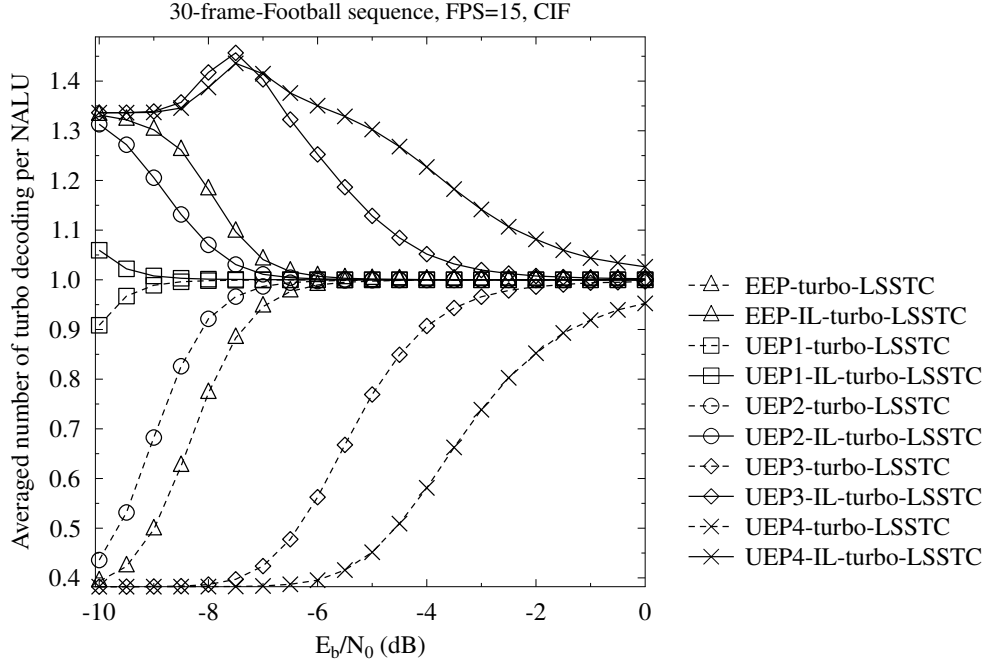 30-frame-Football sequence, FPS=15, CIF
Averaged number of turbo decoding per NALU
1.4
1.3
1.2
1.1
1.0
0.9
0.8
0.7
0.6
0.5
0.4
-10
-8
-6
-4
-2
0
E_b/N_0 (dB)
EEP-turbo-LSSTC
EEP-IL-turbo-LSSTC
UEP1-turbo-LSSTC
UEP1-IL-turbo-LSSTC
UEP2-turbo-LSSTC
UEP2-IL-turbo-LSSTC
UEP3-turbo-LSSTC
UEP3-IL-turbo-LSSTC
UEP4-turbo-LSSTC
UEP4-IL-turbo-LSSTC